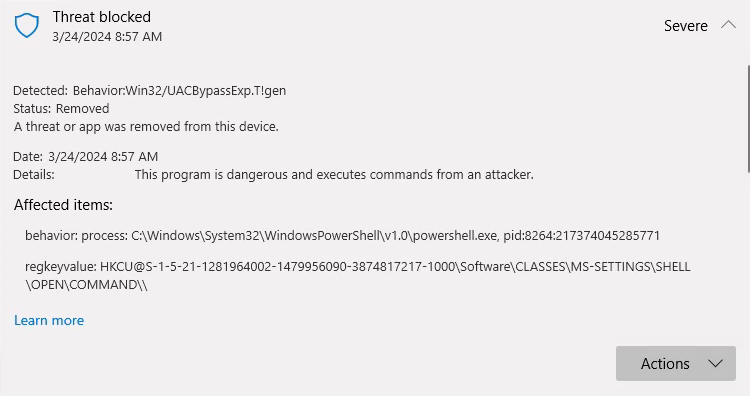 Threat blocked
3/24/2024 8:57 AM
Severe
Detected: Behavior:Win32/UACBypassExp.T!gen
Status: Removed
A threat or app was removed from this device.
Date: 3/24/2024 8:57 AM
Details: This program is dangerous and executes commands from an attacker.
Affected items:
behavior: process: C:\Windows\System32\WindowsPowerShell\v1.0\powershell.exe, pid:8264:217374045285771
regkeyvalue: HKCU@S-1-5-21-1281964002-1479956090-3874817217-1000\Software\CLASSES\MS-SETTINGS\SHELL
\OPEN\COMMAND\\
Learn more
Actions